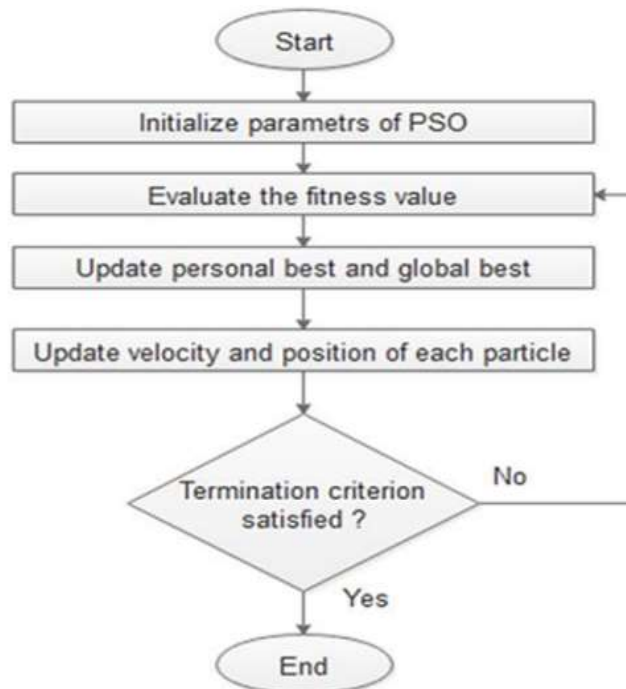 Start
Initialize parametrs of PSO
Evaluate the fitness value
Update personal best and global best
Update velocity and position of each particle
Termination criterion
satisfied ?
No
Yes
End